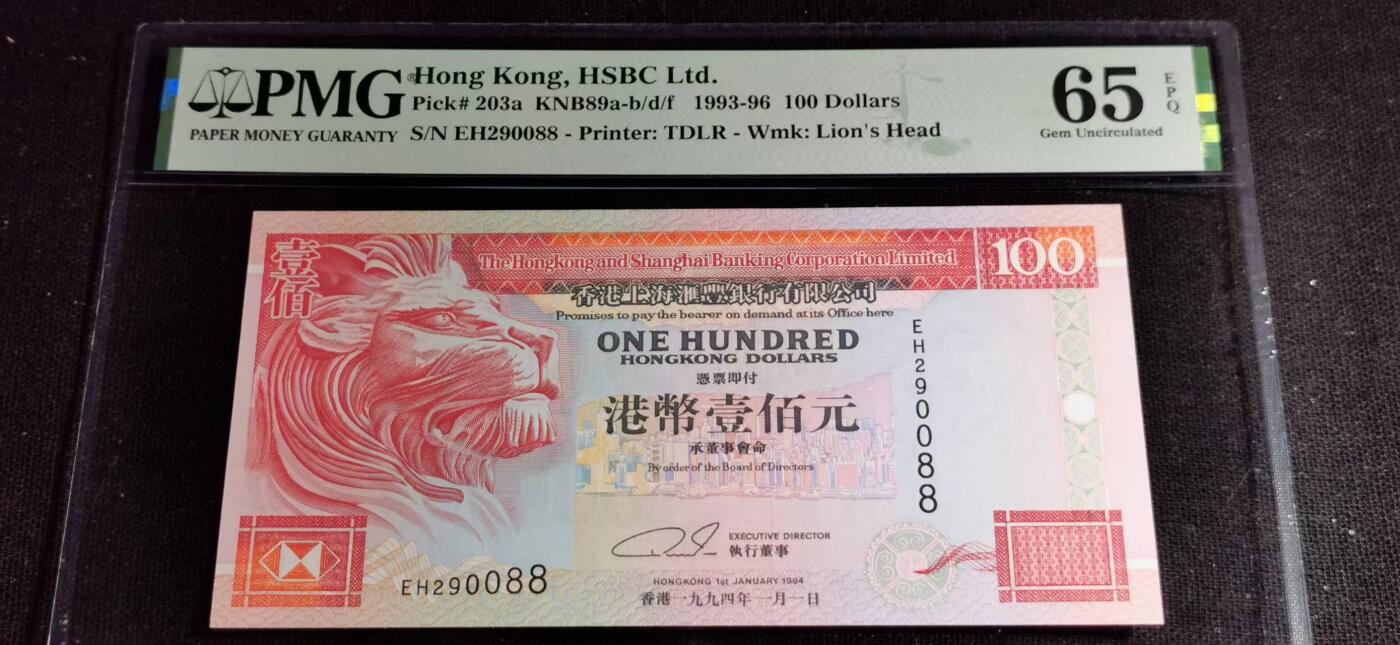 PMG®
PAPER MONEY GUARANTY
Hong Kong, HSBC Ltd.
Pick# 203a KNB89a-b/d/f 1993-96 100 Dollars
S/N EH290088 - Printer: TDLR - Wmk: Lion's Head
65
EPQ
Gem Uncirculated
壹佰
The Hongkong and Shanghai Banking Corporation Limited
100
香港上海滙豐銀行有限公司
Promises to pay the bearer on demand at its Office here
ONE HUNDRED
HONGKONG DOLLARS
憑票即付
港幣壹佰元
承董事會命
By order of the Board of Directors
EH290088
EXECUTIVE DIRECTOR
執行董事
EH290088
HONGKONG 1st JANUARY 1994
香港一九九四年一月一日